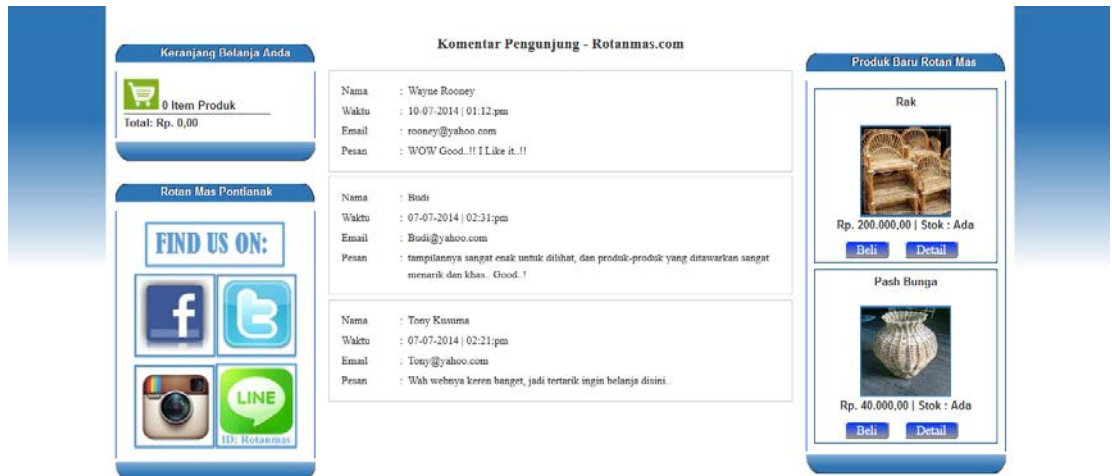 Keranjang Belanja Anda
0 Item Produk
Total: Rp. 0,00
Rotan Mas Pontianak
FIND US ON:
f
LINE
ID: Rotanmas
Komentar Pengunjung - Rotanmas.com
Nama : Wayne Rooney
Waktu : 10-07-2014 | 01:12:pm
Email : rooney@yahoo.com
Pesan : WOW Good..!! I Like it..!!
Nama : Budi
Waktu : 07-07-2014 | 02:31:pm
Email : Budi@yahoo.com
Pesan : tampilannya sangat enak untuk dilihat, dan produk-produk yang ditawarkan sangat
menarik dan khas.. Good..!
Nama : Tony Kusuma
Waktu : 07-07-2014 | 02:21:pm
Email : Tony@yahoo.com
Pesan : Wah webnya keren banget, jadi tertarik ingin belanja disini..
Produk Baru Rotan Mas
Rak
Rp. 200.000,00 | Stok : Ada
Beli Detail
Pash Bunga
Rp. 40.000,00 | Stok : Ada
Beli Detail